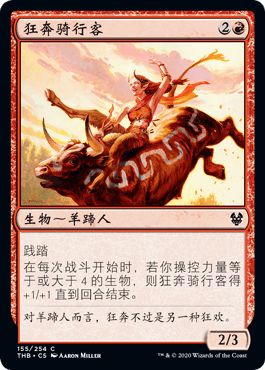 狂奔骑行客 2
生物～羊蹄人
践踏
在每次战斗开始时，若你操控力量等
于或大于 4 的生物，则狂奔骑行客得
+1/+1 直到回合结束。
对羊蹄人而言，狂奔不过是另一种狂欢。
2/3
155/254 C
THB • CS AARON MILLER
™ & © 2020 Wizards of the Coast